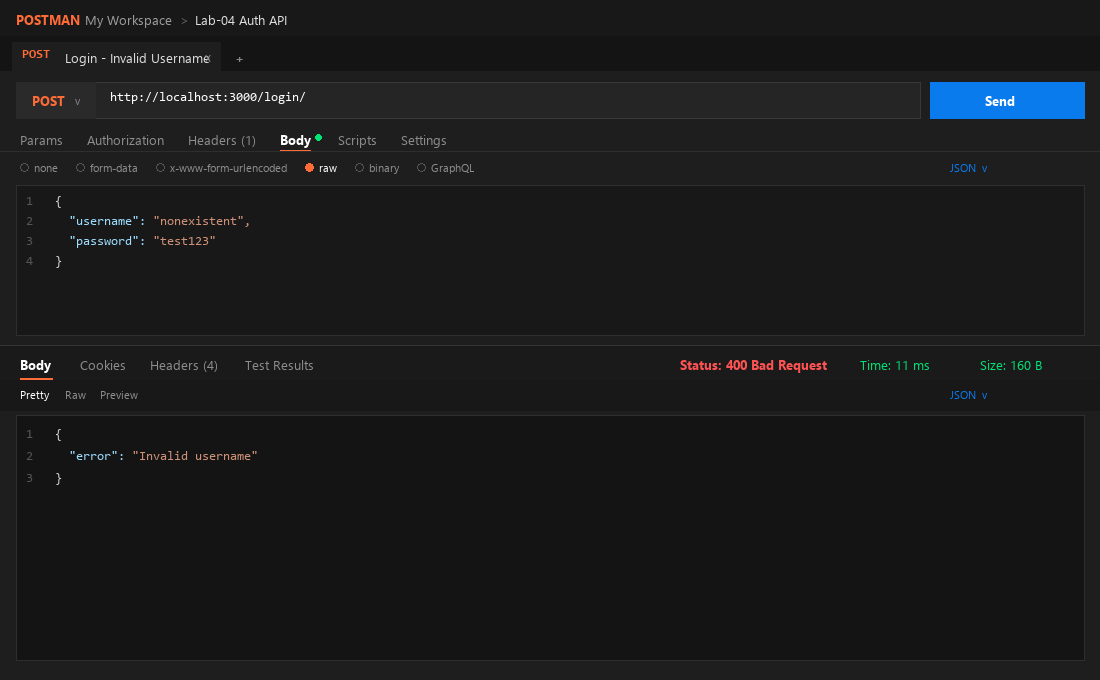 POSTMAN My Workspace > Lab-04 Auth API
POST Login - Invalid Username × +
POST v http://localhost:3000/login/ Send
Params Authorization Headers (1) Body Scripts Settings
none form-data x-www-form-urlencoded raw binary GraphQL JSON v
1 {
2 "username": "nonexistent",
3 "password": "test123"
4 }
Body Cookies Headers (4) Test Results Status: 400 Bad Request Time: 11 ms Size: 160 B
Pretty Raw Preview JSON v
1 {
2 "error": "Invalid username"
3 }